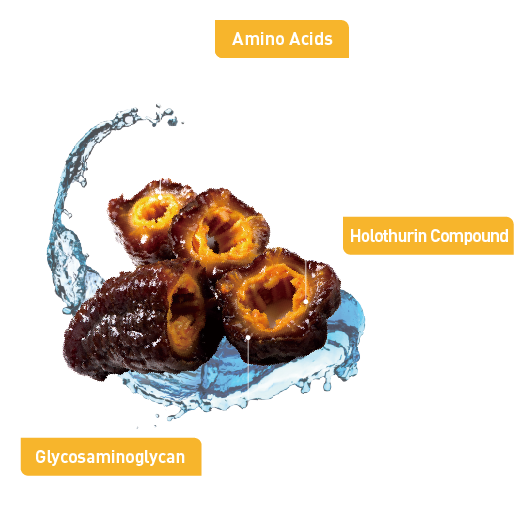 Amino Acids
Holothurin Compound
Glycosaminoglycan